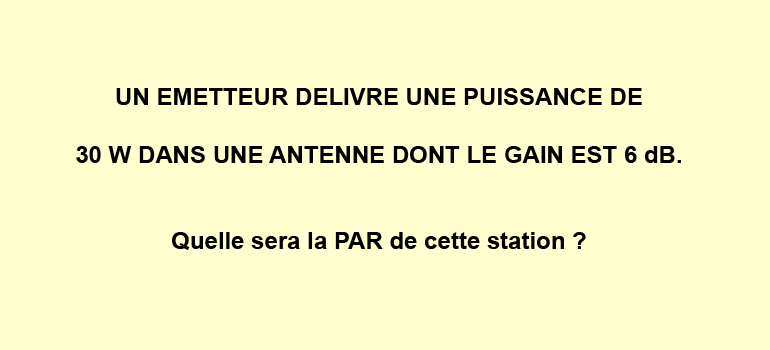 UN EMETTEUR DELIVRE UNE PUISSANCE DE
30 W DANS UNE ANTENNE DONT LE GAIN EST 6 dB.
Quelle sera la PAR de cette station ?